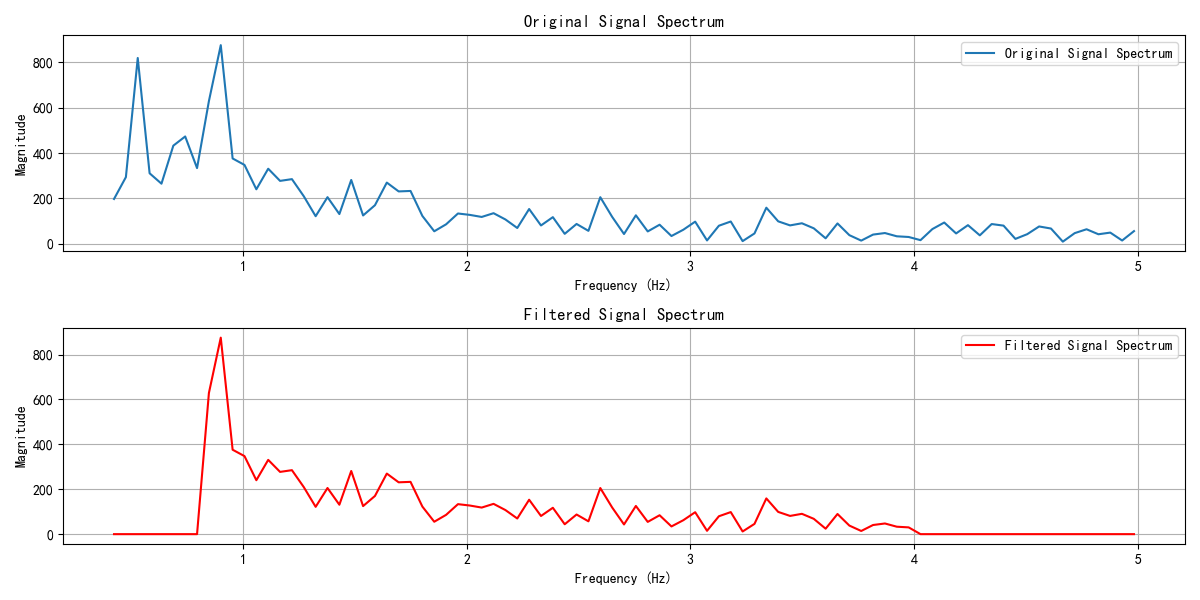 Original Signal Spectrum
Original Signal Spectrum
Magnitude
800
600
400
200
0
1
2
3
4
5
Frequency (Hz)
Filtered Signal Spectrum
Filtered Signal Spectrum
Magnitude
800
600
400
200
0
1
2
3
4
5
Frequency (Hz)